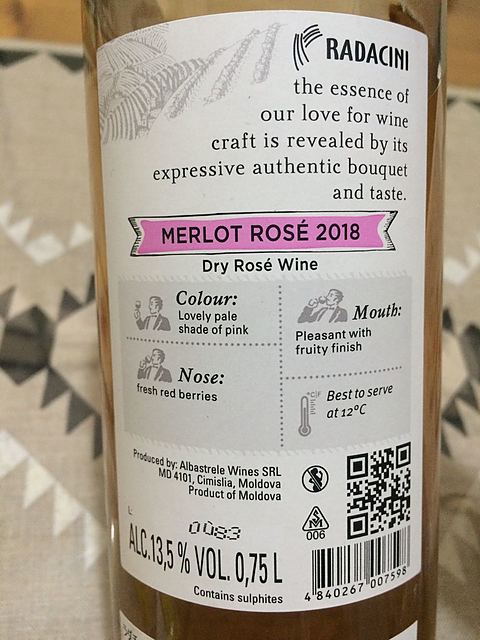 RADACINI
the essence of
our love for wine
craft is revealed by its
expressive authentic bouquet
and taste.
MERLOT ROSÉ 2018
Dry Rosé Wine
Colour:
Lovely pale
shade of pink
Mouth:
Pleasant with
fruity finish
Nose:
fresh red berries
°C °F
Best to serve
at 12°C
Produced by: Albastrele Wines SRL
MD 4101, Cimislia, Moldova
Product of Moldova
SM
006
L:
0083
ALC.13,5 % VOL. 0,75 L
Contains sulphites
4 840267 007598